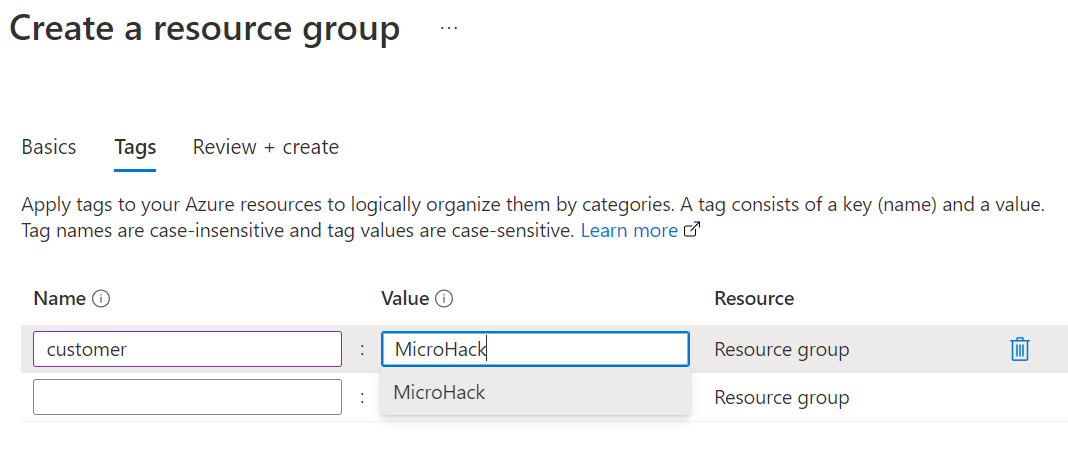 Create a resource group ...
Basics Tags Review + create
Apply tags to your Azure resources to logically organize them by categories. A tag consists of a key (name) and a value.
Tag names are case-insensitive and tag values are case-sensitive. Learn more
Name Value Resource
customer : MicroHack Resource group
MicroHack
: Resource group